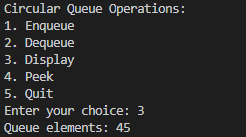 Circular Queue Operations:
1. Enqueue
2. Dequeue
3. Display
4. Peek
5. Quit
Enter your choice: 3
Queue elements: 45